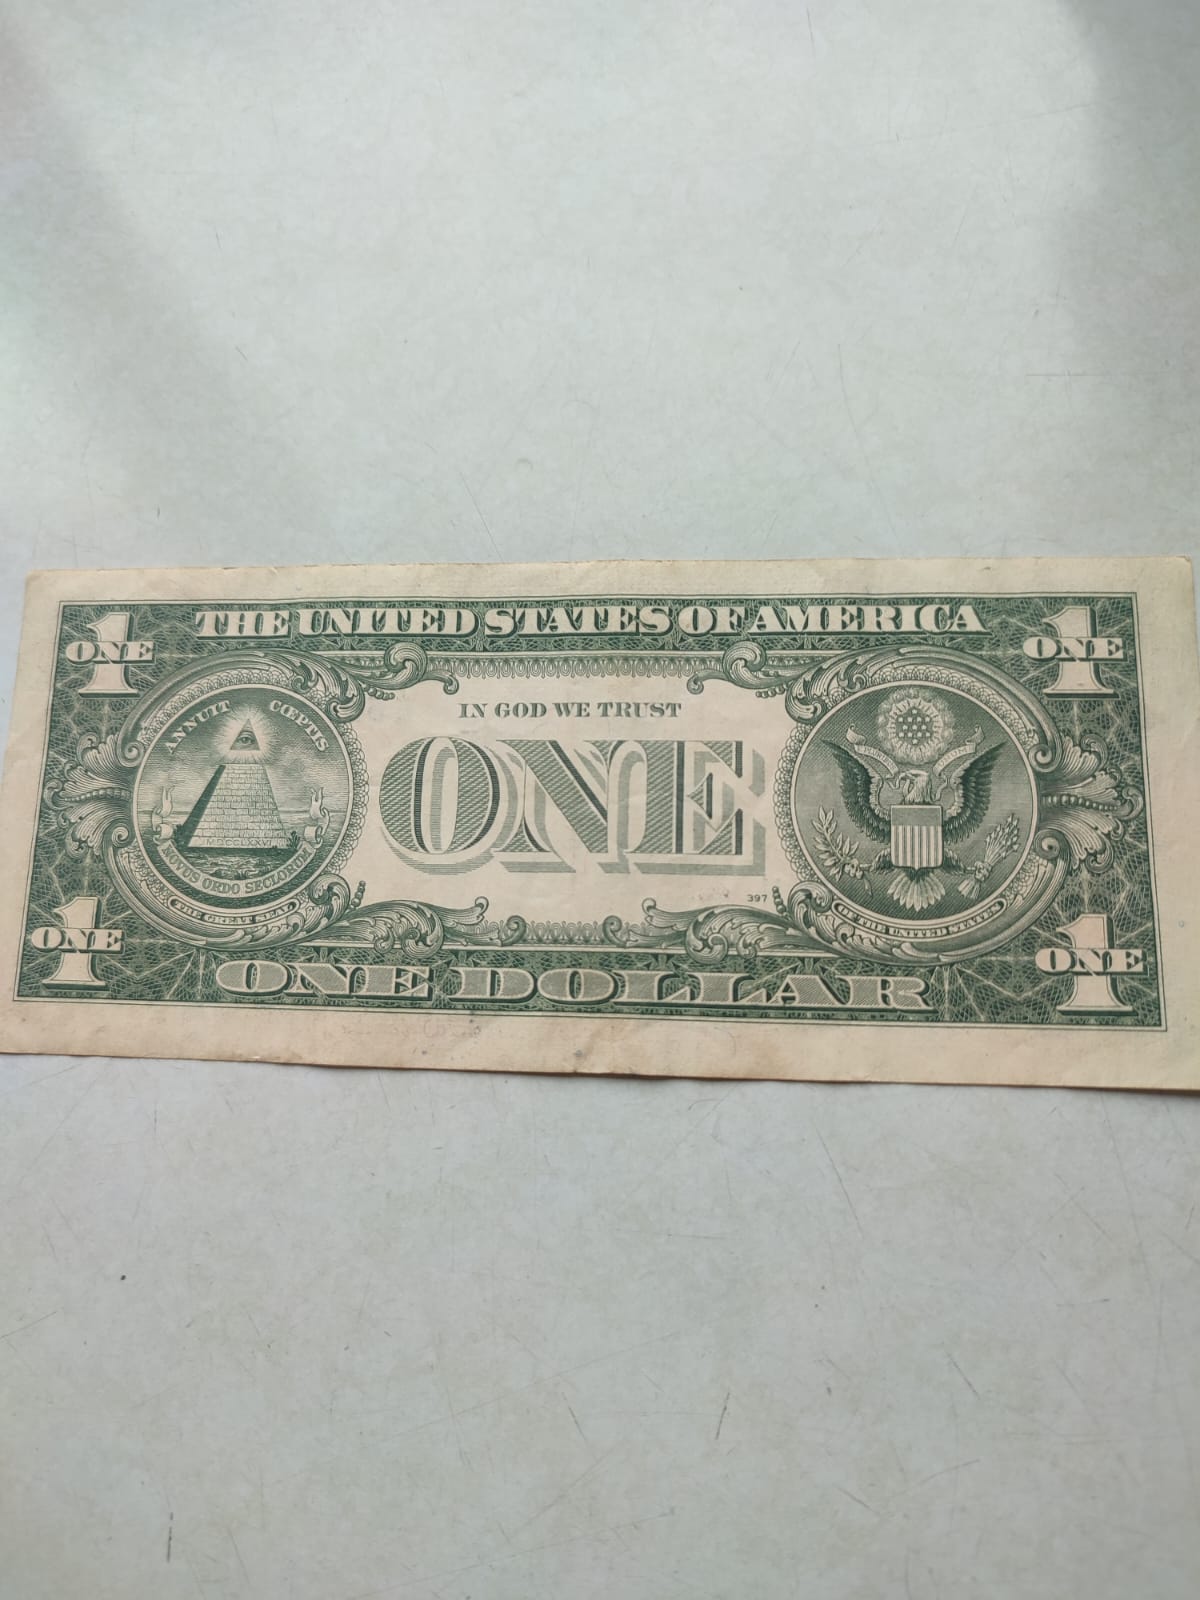 THE UNITED STATES OF AMERICA
1
ONE
1
ONE
IN GOD WE TRUST
ANNUIT CŒPTIS
ONE
MDCCLXXVI
NOVUS ORDO SECLORUM
THE GREAT SEAL
397
OF THE UNITED STATES
1
ONE
1
ONE
ONE DOLLAR